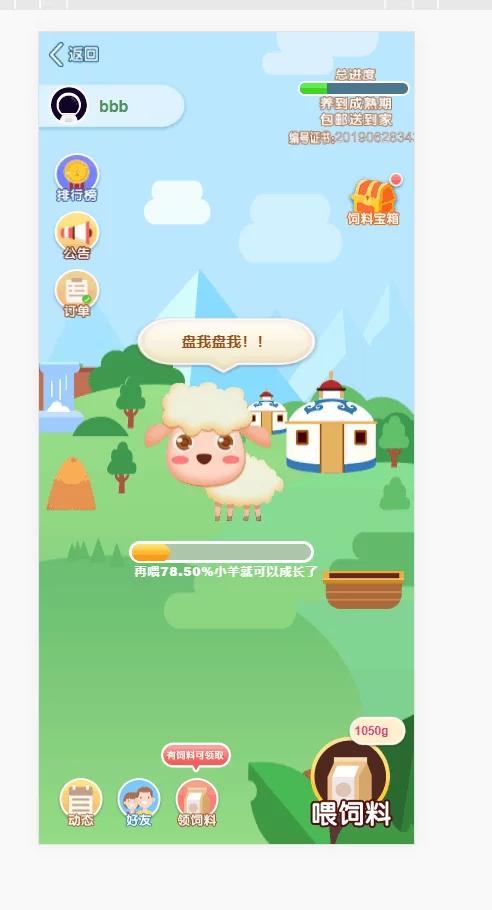 返回
总进度
bbb
养到成熟期
包邮送到家
编号证书:2019062834
排行榜
饲料宝箱
公告
订单
盘我盘我！！
再喂78.50%小羊就可以成长了
1050g
有饲料可领取
喂饲料
动态
好友
领饲料